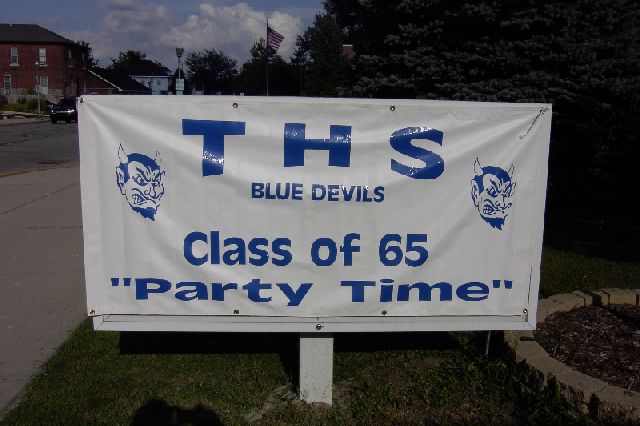 THS
BLUE DEVILS
Class of 65
"Party Time"